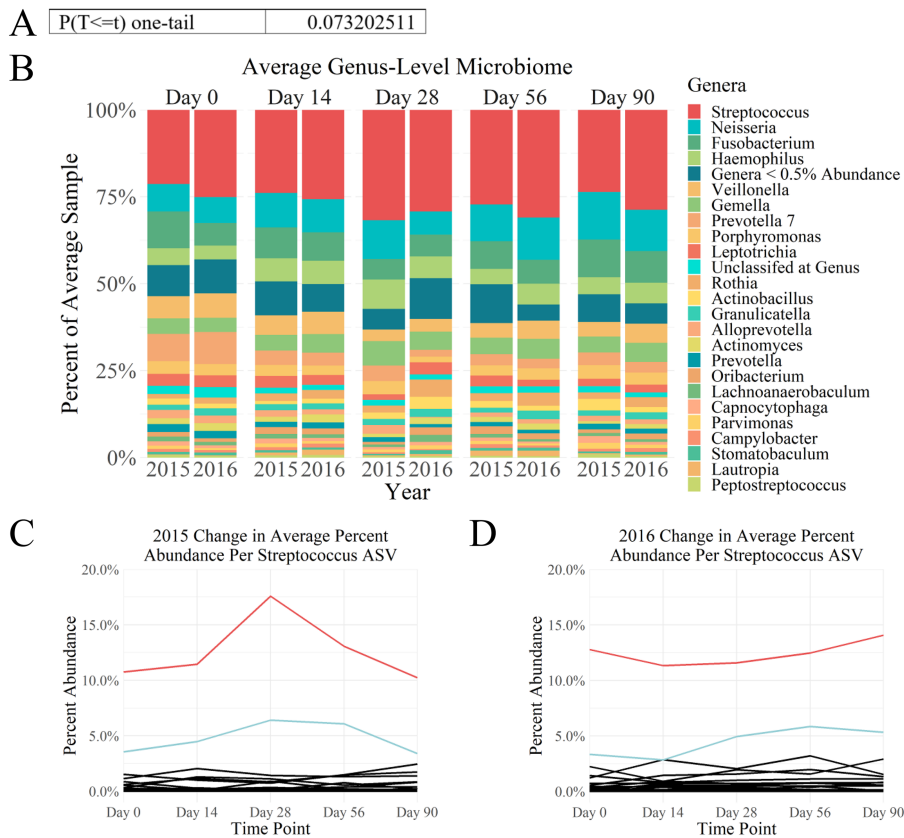 A
P(T<=t) one-tail 0.073202511
B
Average Genus-Level Microbiome
Day 0 Day 14 Day 28 Day 56 Day 90
Percent of Average Sample
100%
75%
50%
25%
0%
2015 2016 2015 2016 2015 2016 2015 2016 2015 2016
Year
Genera
Streptococcus
Neisseria
Fusobacterium
Haemophilus
Genera < 0.5% Abundance
Veillonella
Gemella
Prevotella 7
Porphyromonas
Leptotrichia
Unclassifed at Genus
Rothia
Actinobacillus
Granulicatella
Alloprevotella
Actinomyces
Prevotella
Oribacterium
Lachnoanaerobaculum
Capnocytophaga
Parvimonas
Campylobacter
Stomatobaculum
Lautropia
Peptostreptococcus
C
2015 Change in Average Percent
Abundance Per Streptococcus ASV
Percent Abundance
20.0%
15.0%
10.0%
5.0%
0.0%
Day 0 Day 14 Day 28 Day 56 Day 90
Time Point
D
2016 Change in Average Percent
Abundance Per Streptococcus ASV
Percent Abundance
20.0%
15.0%
10.0%
5.0%
0.0%
Day 0 Day 14 Day 28 Day 56 Day 90
Time Point